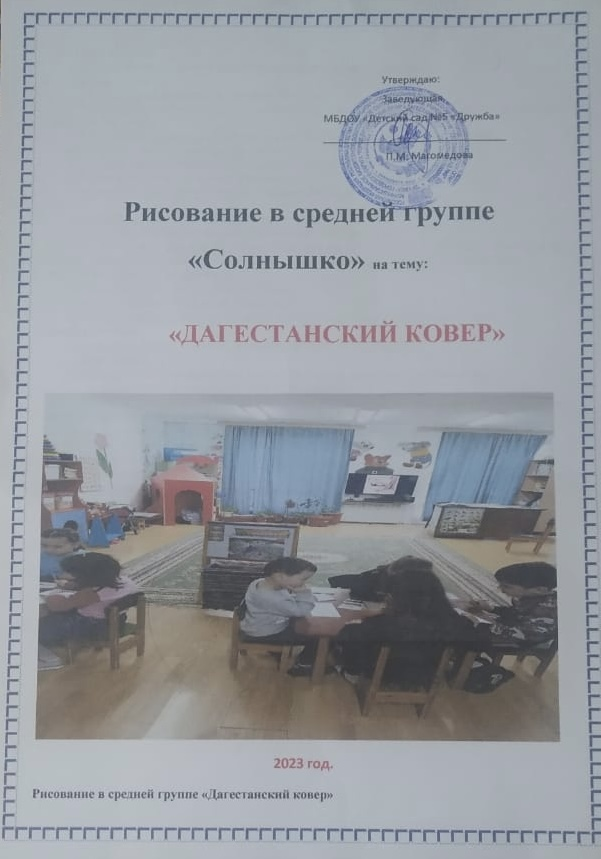 Утверждаю:
Заведующая
МБДОУ «Детский сад №5 «Дружба»
П.М. Магомедова
Рисование в средней группе
«Солнышко» на тему:
«ДАГЕСТАНСКИЙ КОВЕР»
2023 год.
Рисование в средней группе «Дагестанский ковер»